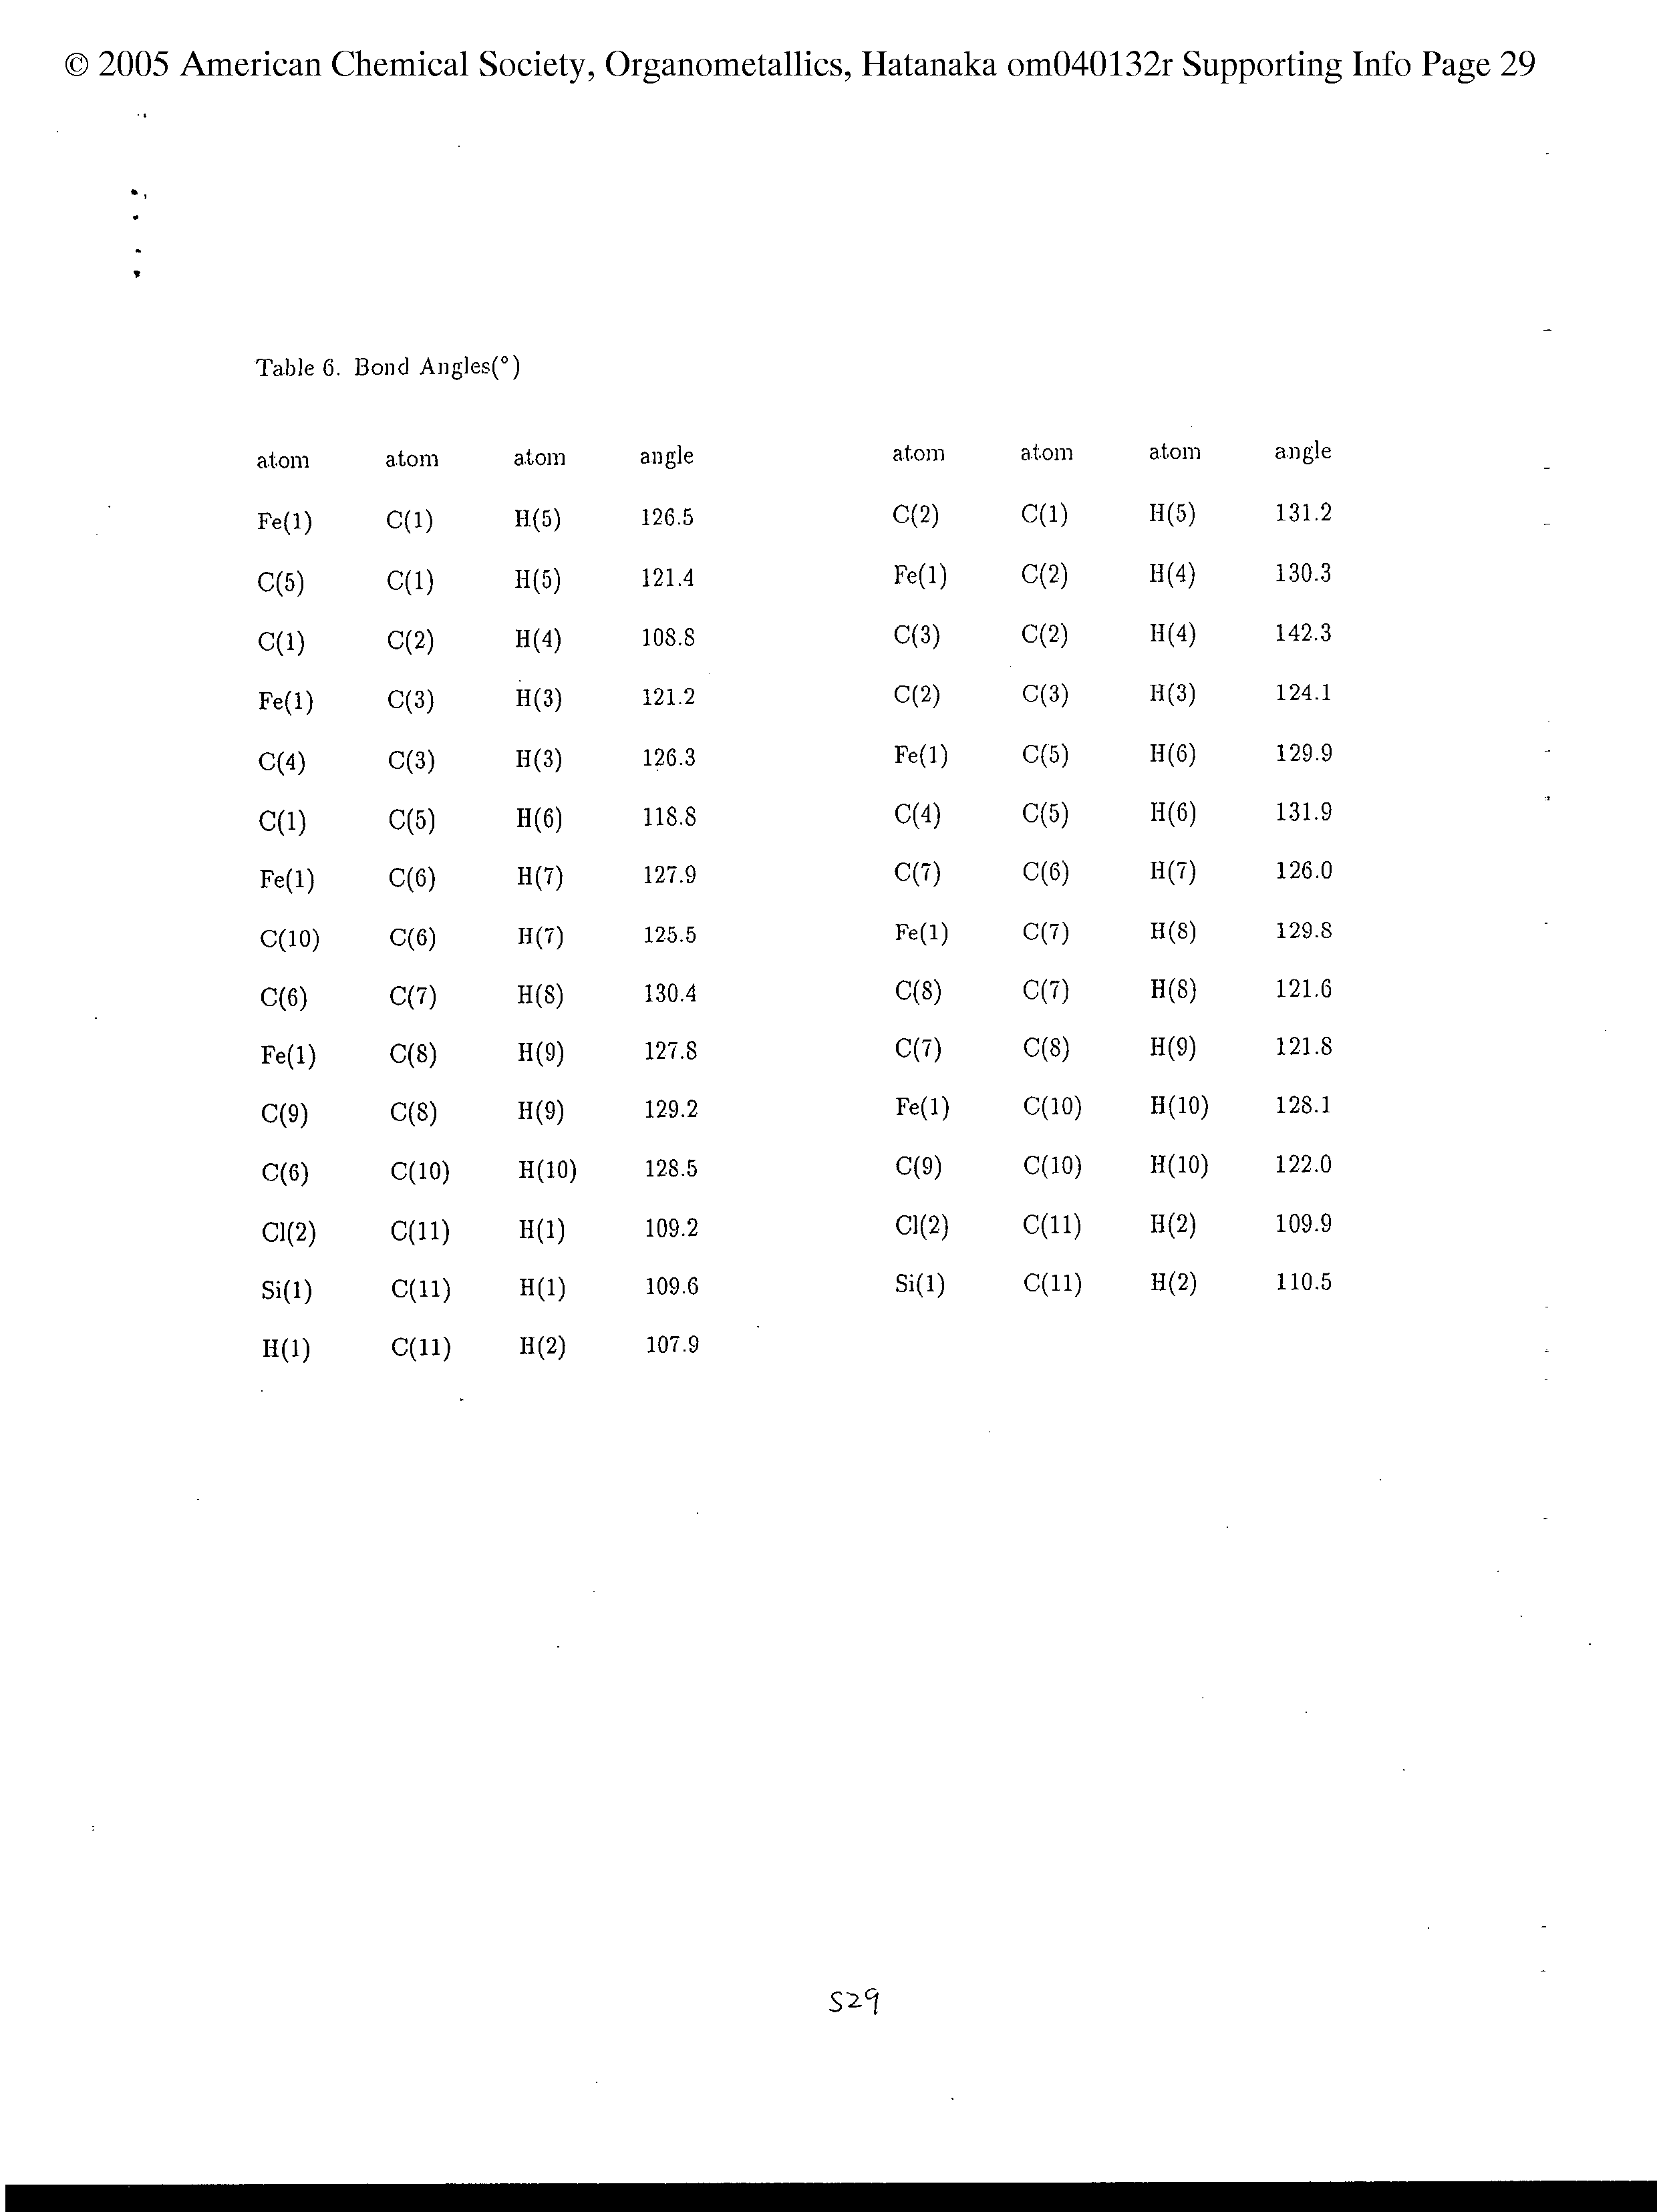 © 2005 American Chemical Society, Organometallics, Hatanaka om040132r Supporting Info Page 29
Table 6. Bond Angles(°)
atom atom atom angle atom atom atom angle
Fe(1) C(1) H(5) 126.5 C(2) C(1) H(5) 131.2
C(5) C(1) H(5) 121.4 Fe(1) C(2) H(4) 130.3
C(1) C(2) H(4) 108.8 C(3) C(2) H(4) 142.3
Fe(1) C(3) H(3) 121.2 C(2) C(3) H(3) 124.1
C(4) C(3) H(3) 126.3 Fe(1) C(5) H(6) 129.9
C(1) C(5) H(6) 118.8 C(4) C(5) H(6) 131.9
Fe(1) C(6) H(7) 127.9 C(7) C(6) H(7) 126.0
C(10) C(6) H(7) 125.5 Fe(1) C(7) H(8) 129.8
C(6) C(7) H(8) 130.4 C(8) C(7) H(8) 121.6
Fe(1) C(8) H(9) 127.8 C(7) C(8) H(9) 121.8
C(9) C(8) H(9) 129.2 Fe(1) C(10) H(10) 128.1
C(6) C(10) H(10) 128.5 C(9) C(10) H(10) 122.0
Cl(2) C(11) H(1) 109.2 Cl(2) C(11) H(2) 109.9
Si(1) C(11) H(1) 109.6 Si(1) C(11) H(2) 110.5
H(1) C(11) H(2) 107.9
S29